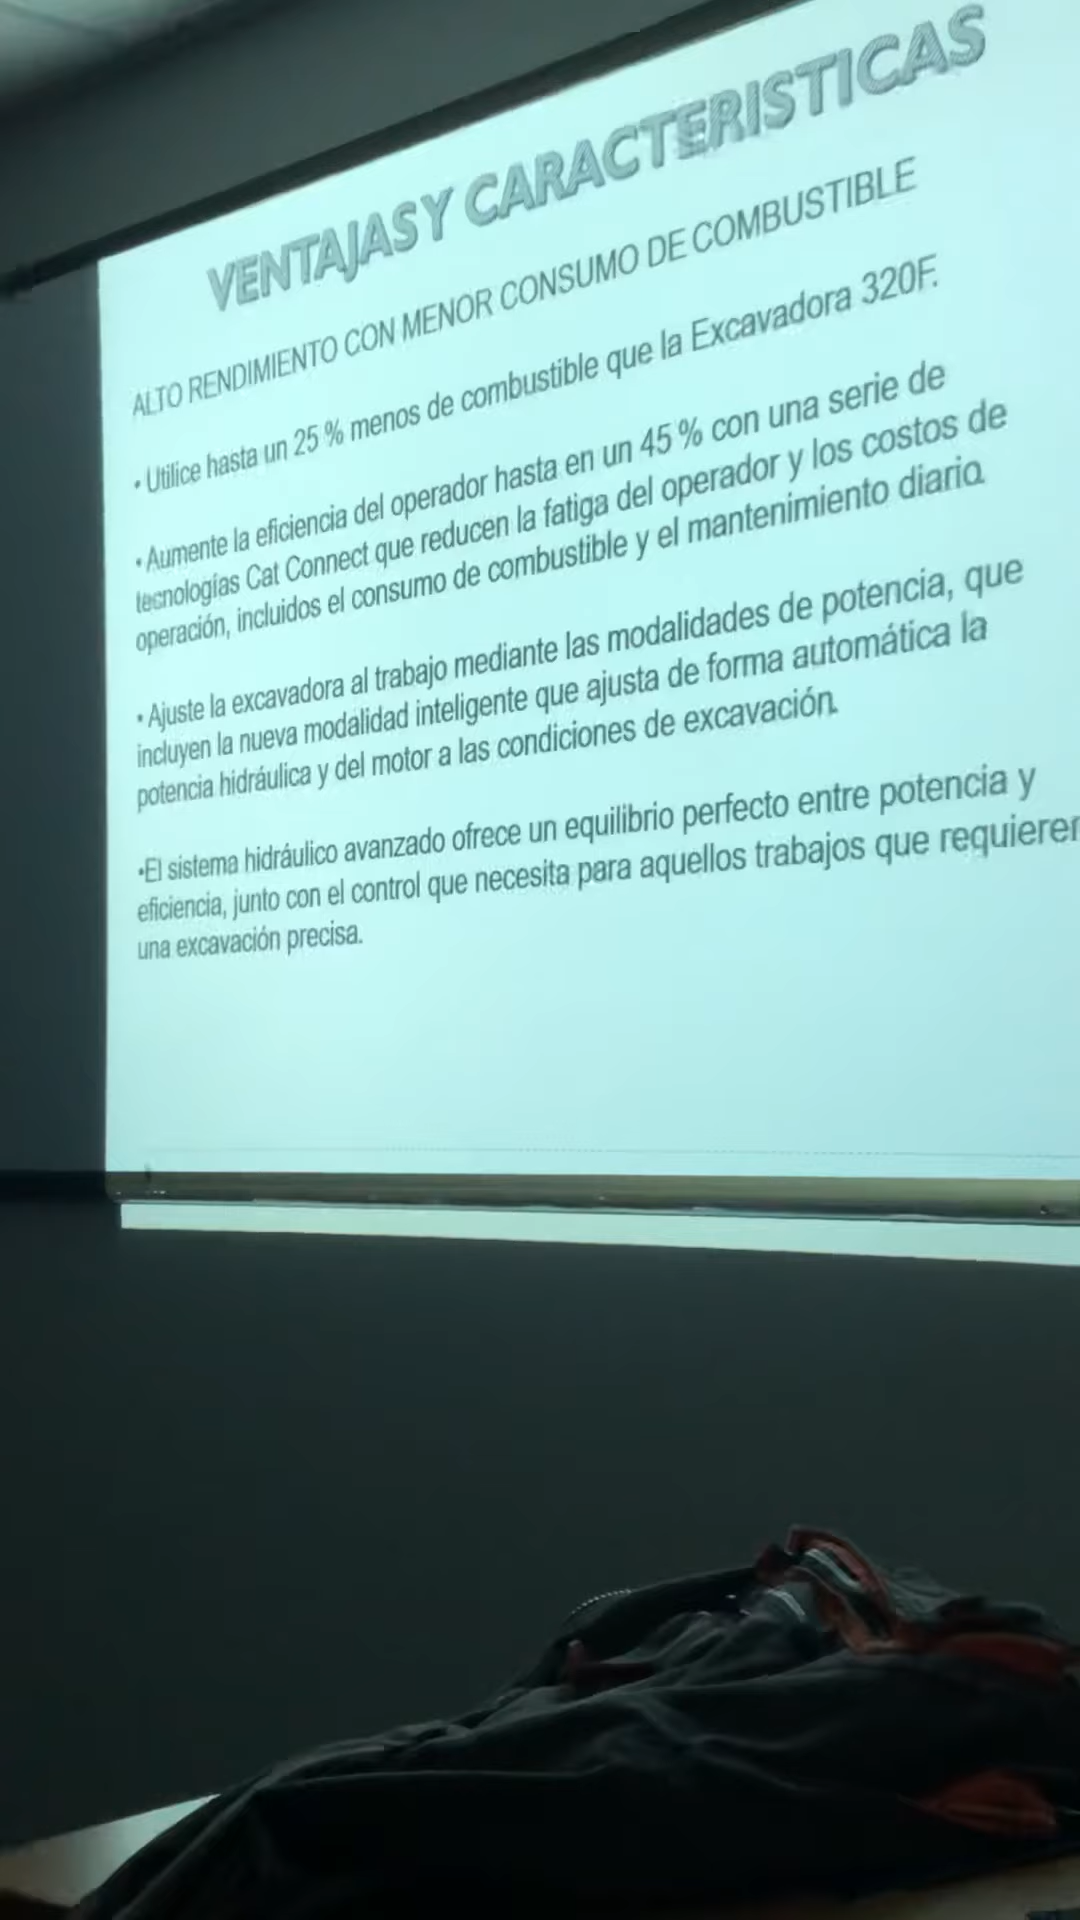 VENTAJAS Y CARACTERISTICAS
ALTO RENDIMIENTO CON MENOR CONSUMO DE COMBUSTIBLE
• Utilice hasta un 25 % menos de combustible que la Excavadora 320F.
• Aumente la eficiencia del operador hasta en un 45 % con una serie de
tecnologías Cat Connect que reducen la fatiga del operador y los costos de
operación, incluidos el consumo de combustible y el mantenimiento diario.
• Ajuste la excavadora al trabajo mediante las modalidades de potencia, que
incluyen la nueva modalidad inteligente que ajusta de forma automática la
potencia hidráulica y del motor a las condiciones de excavación.
•El sistema hidráulico avanzado ofrece un equilibrio perfecto entre potencia y
eficiencia, junto con el control que necesita para aquellos trabajos que requieren
una excavación precisa.